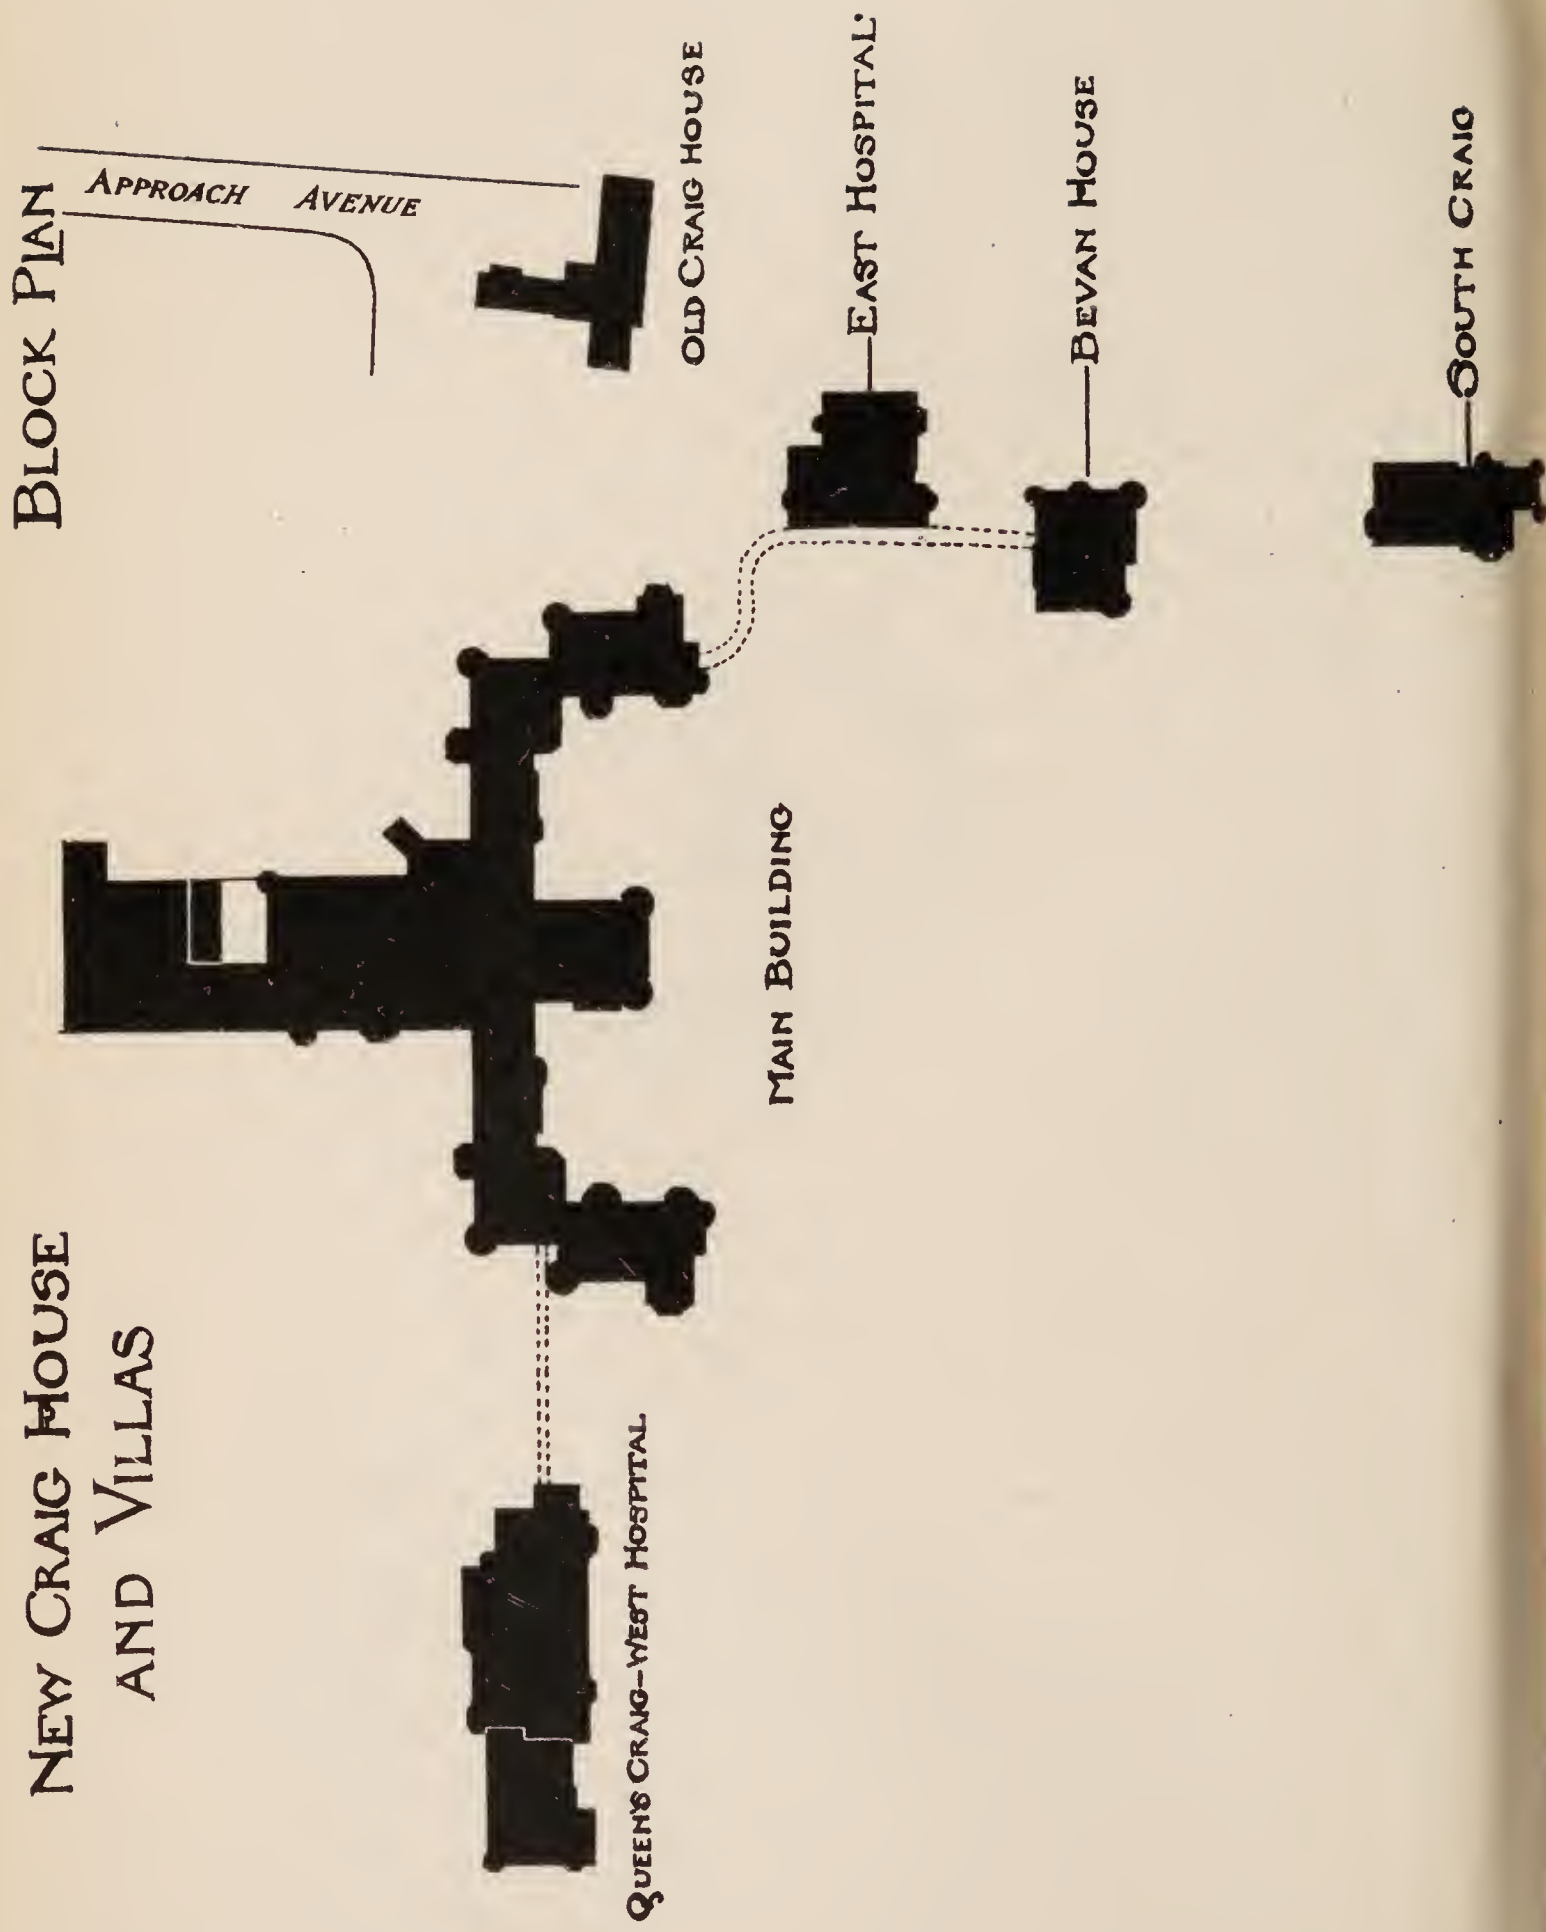 NEW CRAIG HOUSE
AND VILLAS
BLOCK PLAN
APPROACH AVENUE
OLD CRAIG HOUSE
EAST HOSPITAL
BEVAN HOUSE
SOUTH CRAIG
MAIN BUILDING
QUEEN'S CRAIG-WEST HOSPITAL